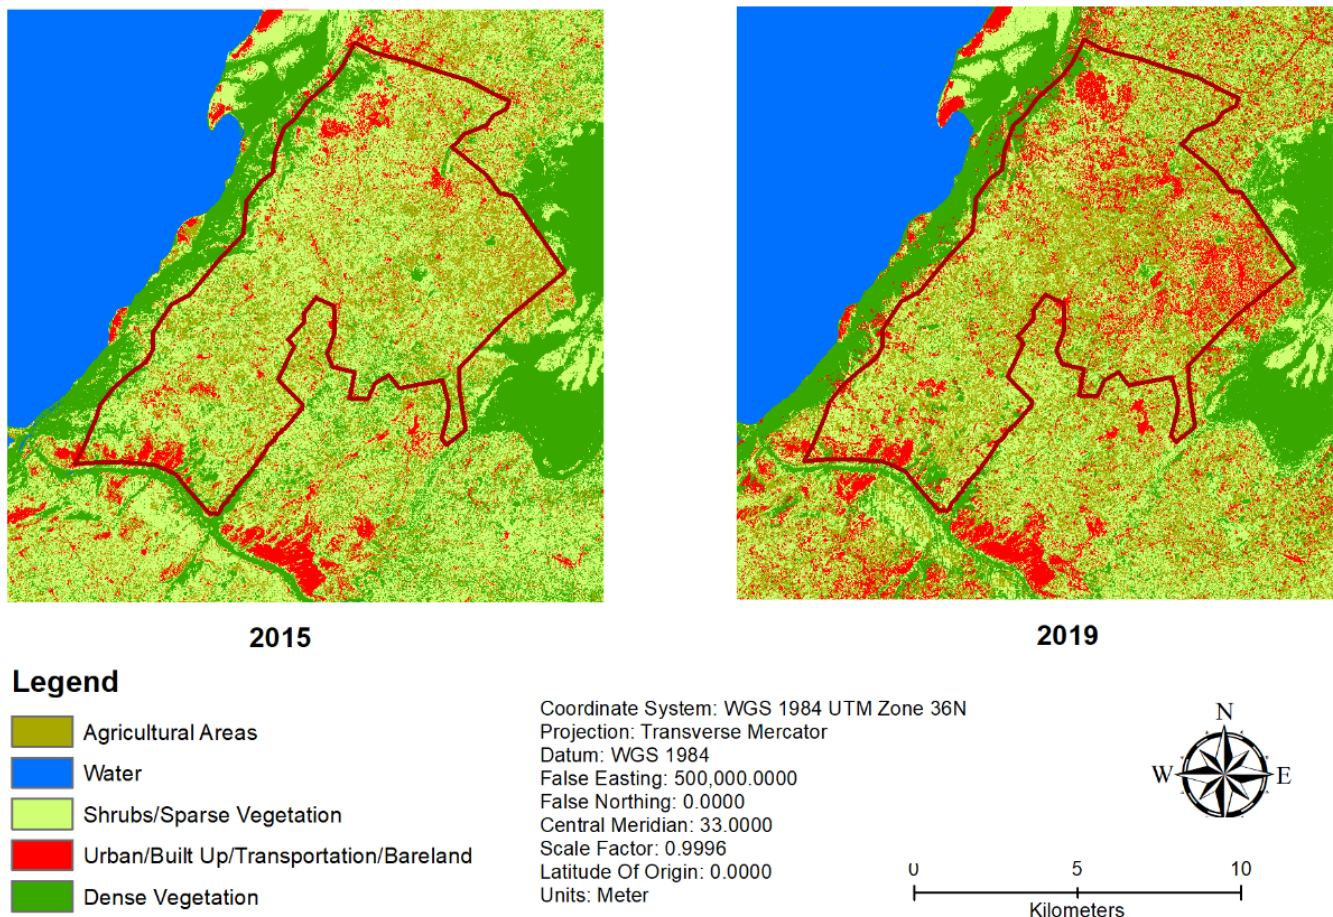 2015
2019
Legend
Agricultural Areas
Water
Shrubs/Sparse Vegetation
Urban/Built Up/Transportation/Bareland
Dense Vegetation
Coordinate System: WGS 1984 UTM Zone 36N
Projection: Transverse Mercator
Datum: WGS 1984
False Easting: 500,000.0000
False Northing: 0.0000
Central Meridian: 33.0000
Scale Factor: 0.9996
Latitude Of Origin: 0.0000
Units: Meter
N
W E
S
0 5 10
Kilometers